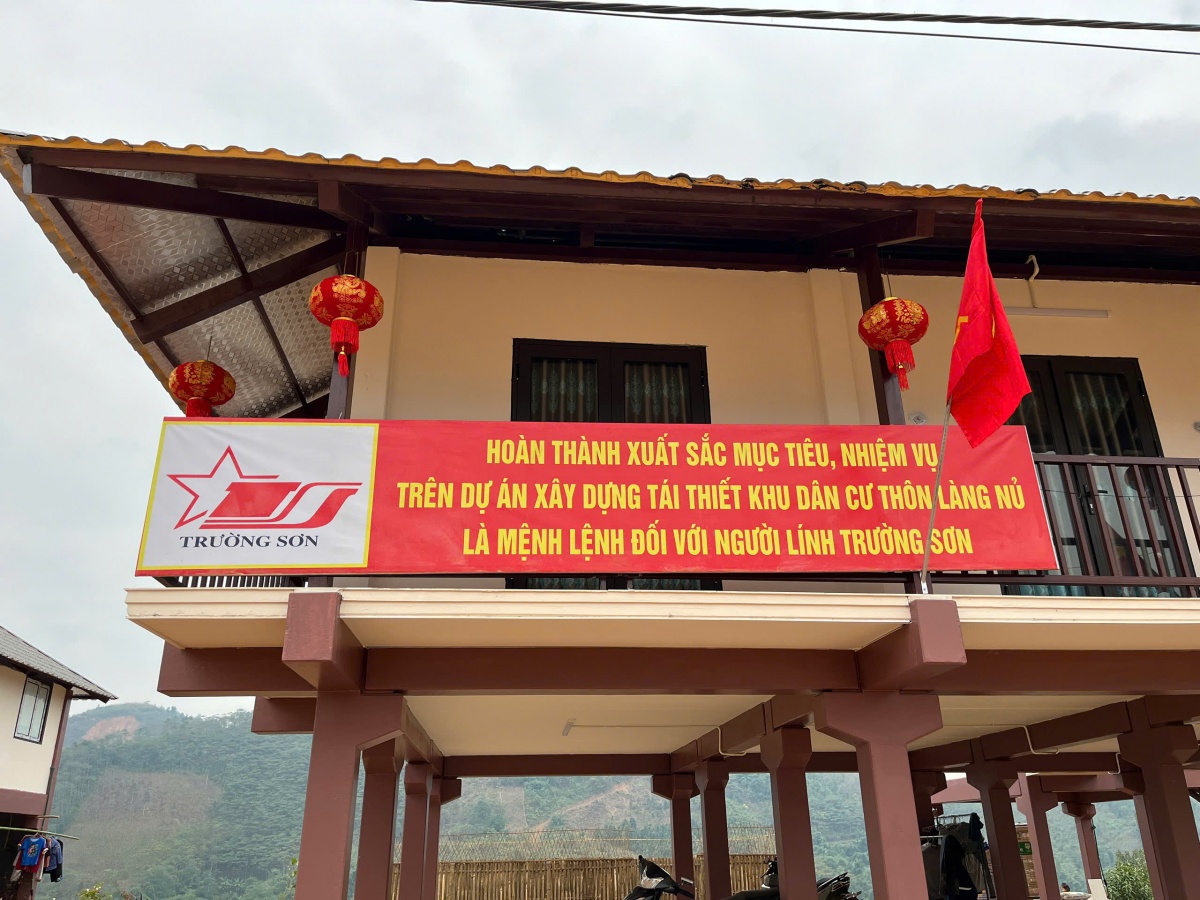 HOÀN THÀNH XUẤT SẮC MỤC TIÊU, NHIỆM VỤ
TRÊN DỰ ÁN XÂY DỰNG TÁI THIẾT KHU DÂN CƯ THÔN LÀNG NỦ
LÀ MỆNH LỆNH ĐỐI VỚI NGƯỜI LÍNH TRƯỜNG SƠN
TS
TRƯỜNG SƠN